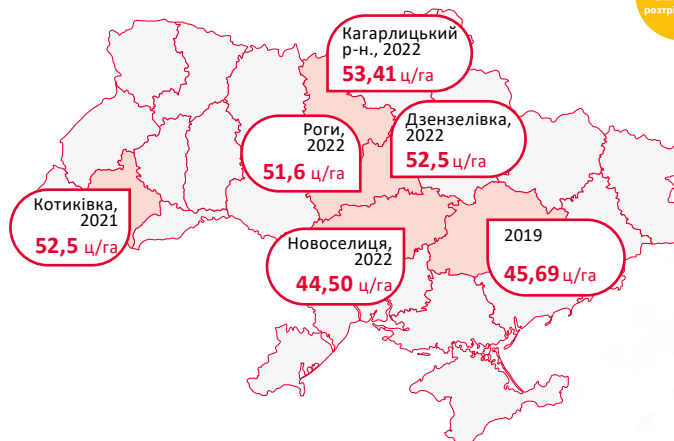 Кагарлицький
р-н., 2022
53,41 ц/га
Роги,
2022
51,6 ц/га
Дзензелівка,
2022
52,5 ц/га
Котиківка,
2021
52,5 ц/га
Новоселиця,
2022
44,50 ц/га
2019
45,69 ц/га